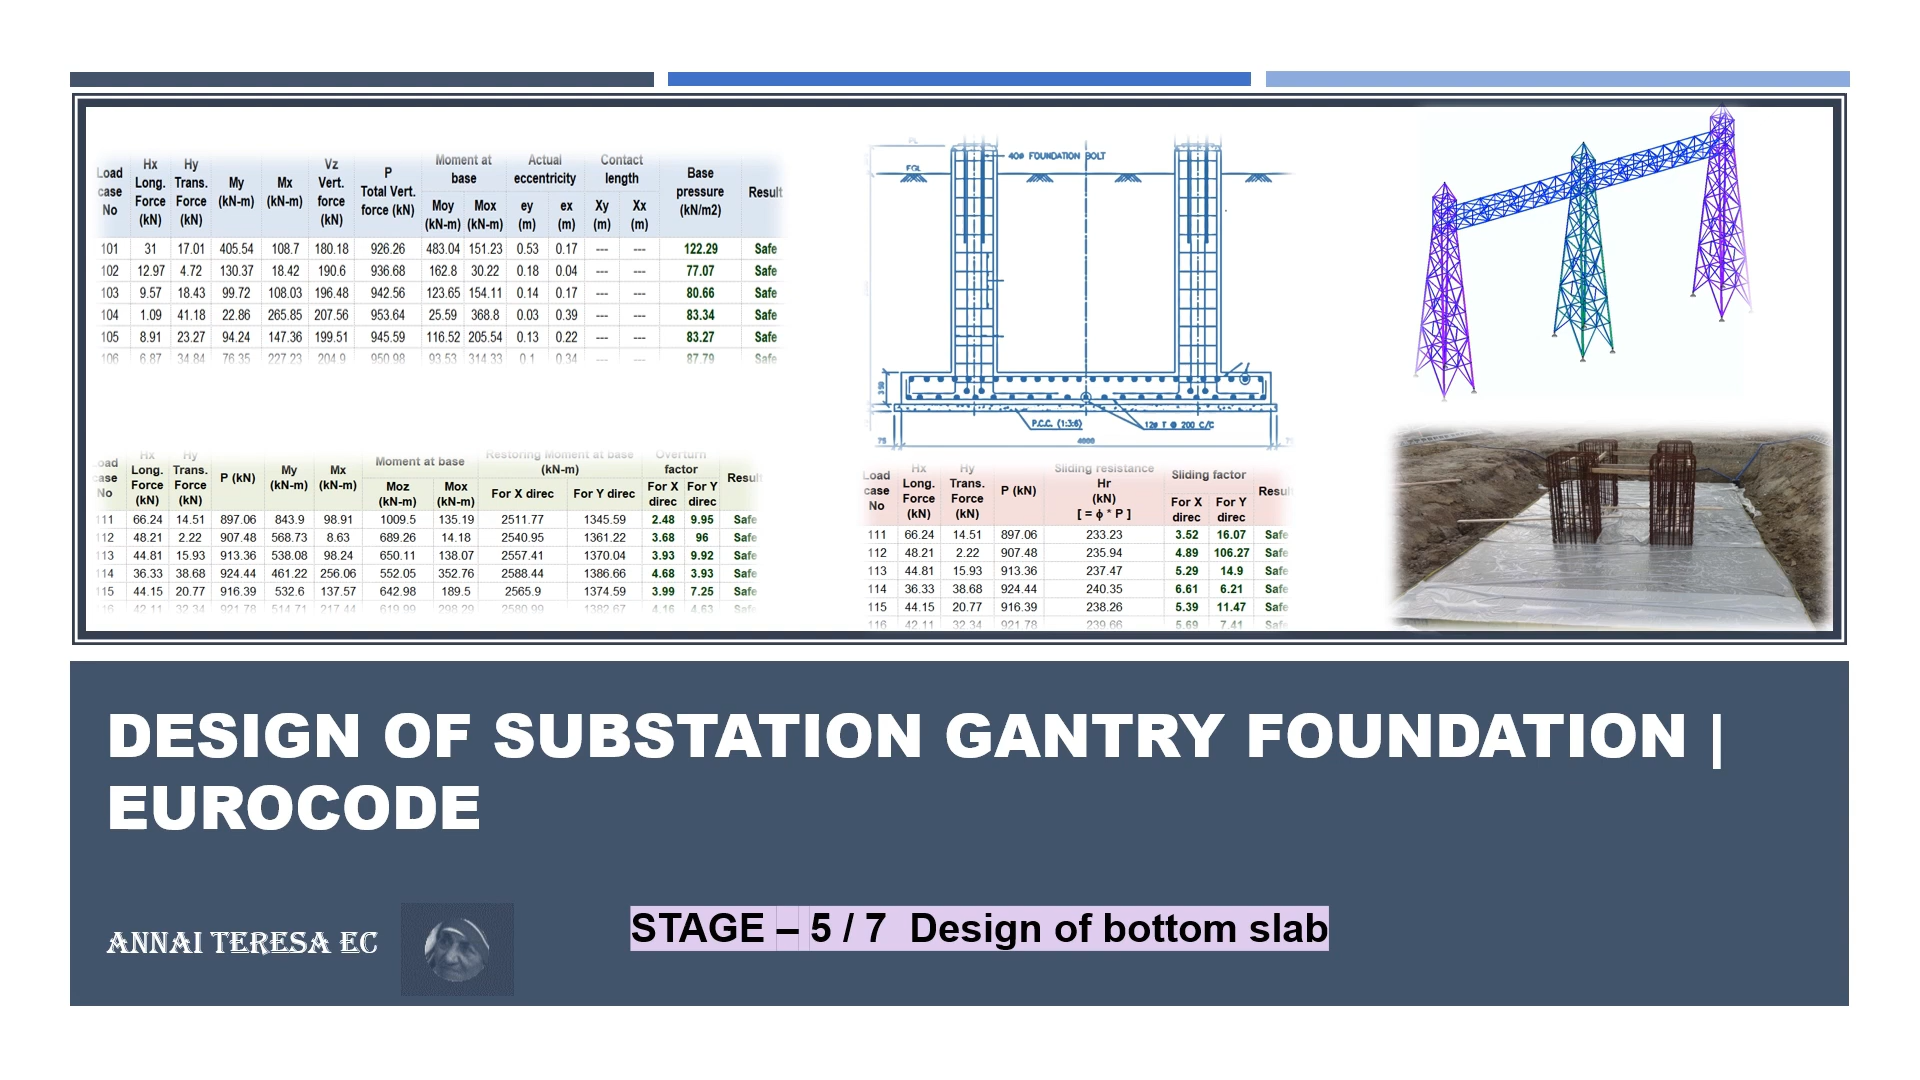 Load case No | Hx Long. Force (kN) | Hy Trans. Force (kN) | My (kN-m) | Mx (kN-m) | Vz Vert. force (kN) | P Total Vert. force (kN) | Moment at base Moy (kN-m) | Mox (kN-m) | Actual eccentricity ey (m) | ex (m) | Contact length Xy (m) | Xx (m) | Base pressure (kN/m2) | Result
101 31 17.01 405.54 108.7 180.18 926.26 483.04 151.23 0.53 0.17 --- --- 122.29 Safe
102 12.97 4.72 130.37 18.42 190.6 936.68 162.8 30.22 0.18 0.04 --- --- 77.07 Safe
103 9.57 18.43 99.72 108.03 196.48 942.56 123.65 154.11 0.14 0.17 --- --- 80.66 Safe
104 1.09 41.18 22.86 265.85 207.56 953.64 25.59 368.8 0.03 0.39 --- --- 83.34 Safe
105 8.91 23.27 94.24 147.36 199.51 945.59 116.52 205.54 0.13 0.22 --- --- 83.27 Safe
106 6.87 34.84 76.35 227.23 204.9 950.98 93.53 314.33 0.1 0.34 --- --- 87.79 Safe
FGL
40ø FOUNDATION BOLT
350
P.C.C. (1:3:6)
12ø T @ 200 C/C
75 4000
Load case No | Hx Long. Force (kN) | Hy Trans. Force (kN) | P (kN) | My (kN-m) | Mx (kN-m) | Moment at base Moz (kN-m) | Mox (kN-m) | Restoring Moment at base (kN-m) For X direc | For Y direc | Overturn factor For X direc | For Y direc | Result
111 66.24 14.51 897.06 843.9 98.91 1009.5 135.19 2511.77 1345.59 2.48 9.95 Safe
112 48.21 2.22 907.48 568.73 8.63 689.26 14.18 2540.95 1361.22 3.68 96 Safe
113 44.81 15.93 913.36 538.08 98.24 650.11 138.07 2557.41 1370.04 3.93 9.92 Safe
114 36.33 38.68 924.44 461.22 256.06 552.05 352.76 2588.44 1386.66 4.68 3.93 Safe
115 44.15 20.77 916.39 532.6 137.57 642.98 189.5 2565.9 1374.59 3.99 7.25 Safe
116 42.11 32.34 921.78 514.71 217.44 619.99 298.29 2580.99 1382.67 4.16 4.63 Safe
Load case No | Hx Long. Force (kN) | Hy Trans. Force (kN) | P (kN) | Sliding resistance Hr (kN) [ = ϕ * P ] | Sliding factor For X direc | For Y direc | Result
111 66.24 14.51 897.06 233.23 3.52 16.07 Safe
112 48.21 2.22 907.48 235.94 4.89 106.27 Safe
113 44.81 15.93 913.36 237.47 5.29 14.9 Safe
114 36.33 38.68 924.44 240.35 6.61 6.21 Safe
115 44.15 20.77 916.39 238.26 5.39 11.47 Safe
116 42.11 32.34 921.78 239.66 5.69 7.41 Safe
DESIGN OF SUBSTATION GANTRY FOUNDATION |
EUROCODE
ANNAI TERESA EC
STAGE – 5 / 7 Design of bottom slab